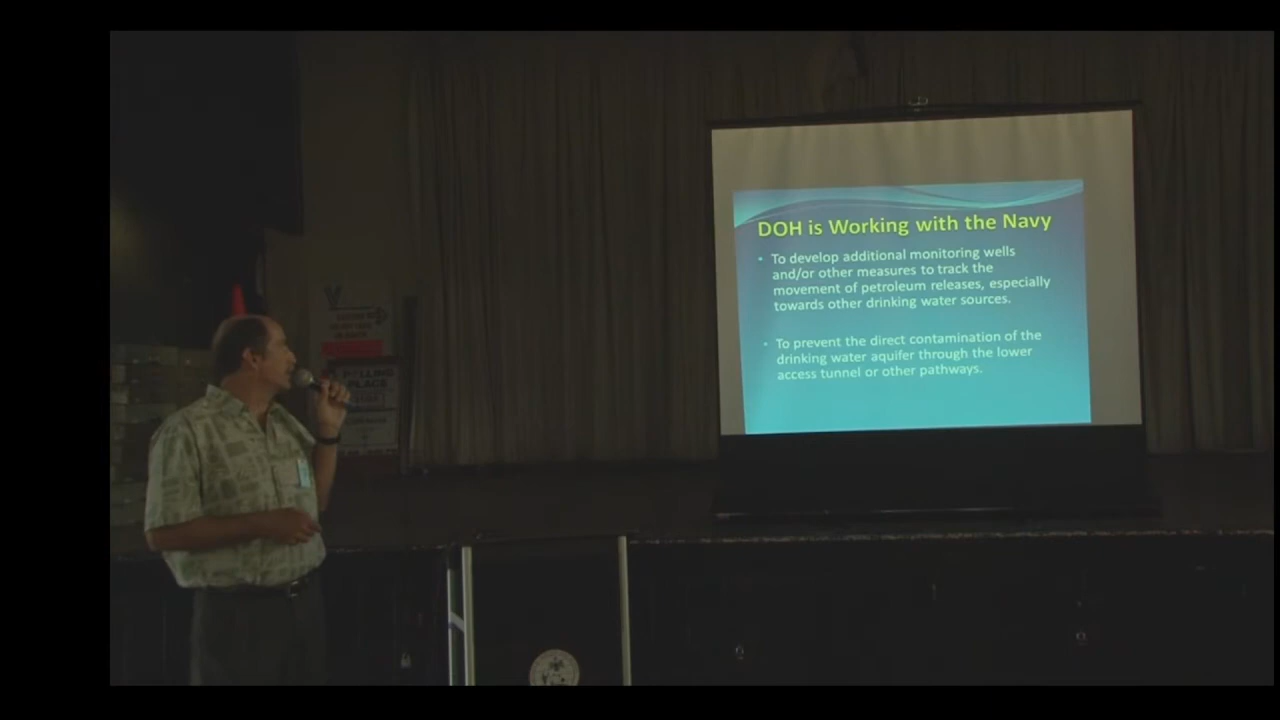 DOH is Working with the Navy
• To develop additional monitoring wells
and/or other measures to track the
movement of petroleum releases, especially
towards other drinking water sources.
• To prevent the direct contamination of the
drinking water aquifer through the lower
access tunnel or other pathways.
V
POLLING
PLACE